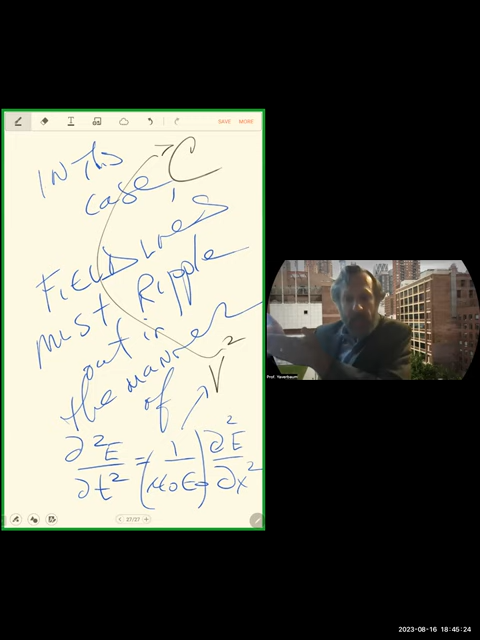 SAVE MORE
IN THIS C
case,
FIELD LINES
MUST Ripple
out in
the manner
of v²
∂²E/∂t² = (1/μ₀ε₀) ∂²E/∂x²
27/27
Prof. Yaverbaum
2023-08-16 18:45:24